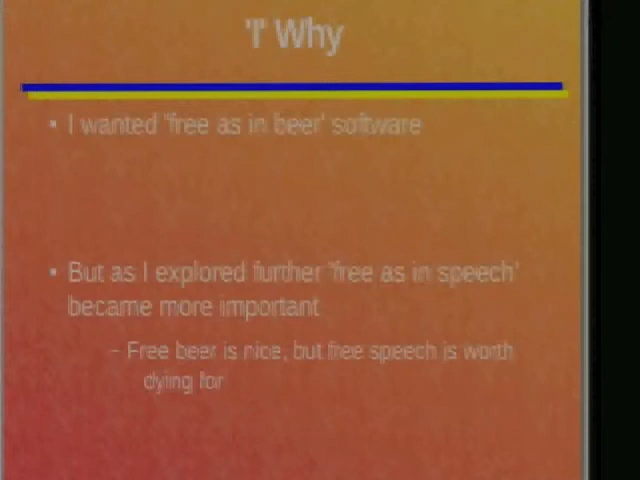 'I' Why
• I wanted 'free as in beer' software
• But as I explored further 'free as in speech'
became more important
– Free beer is nice, but free speech is worth
dying for